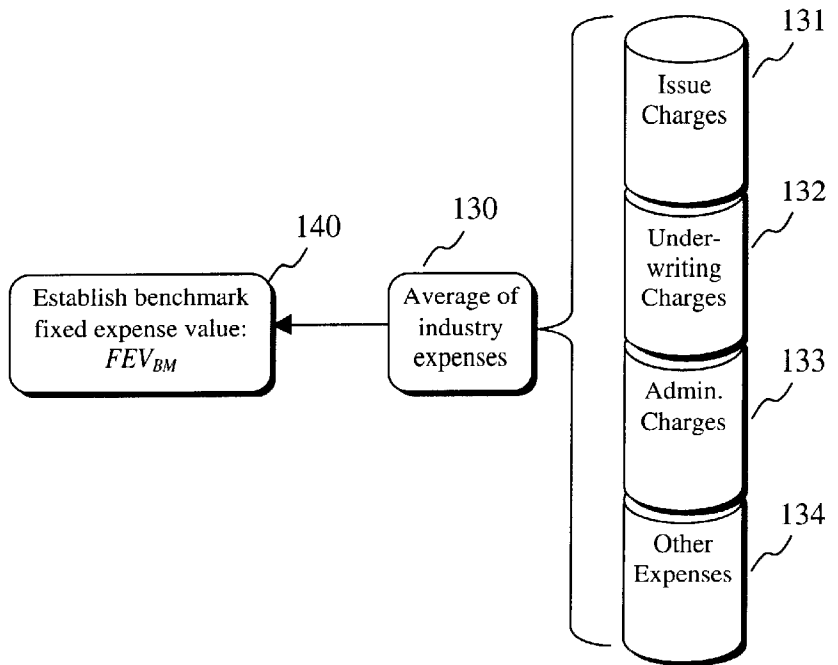 140
Establish benchmark
fixed expense value:
FEV_BM
130
Average of
industry
expenses
131
Issue
Charges
132
Under-
writing
Charges
133
Admin.
Charges
134
Other
Expenses